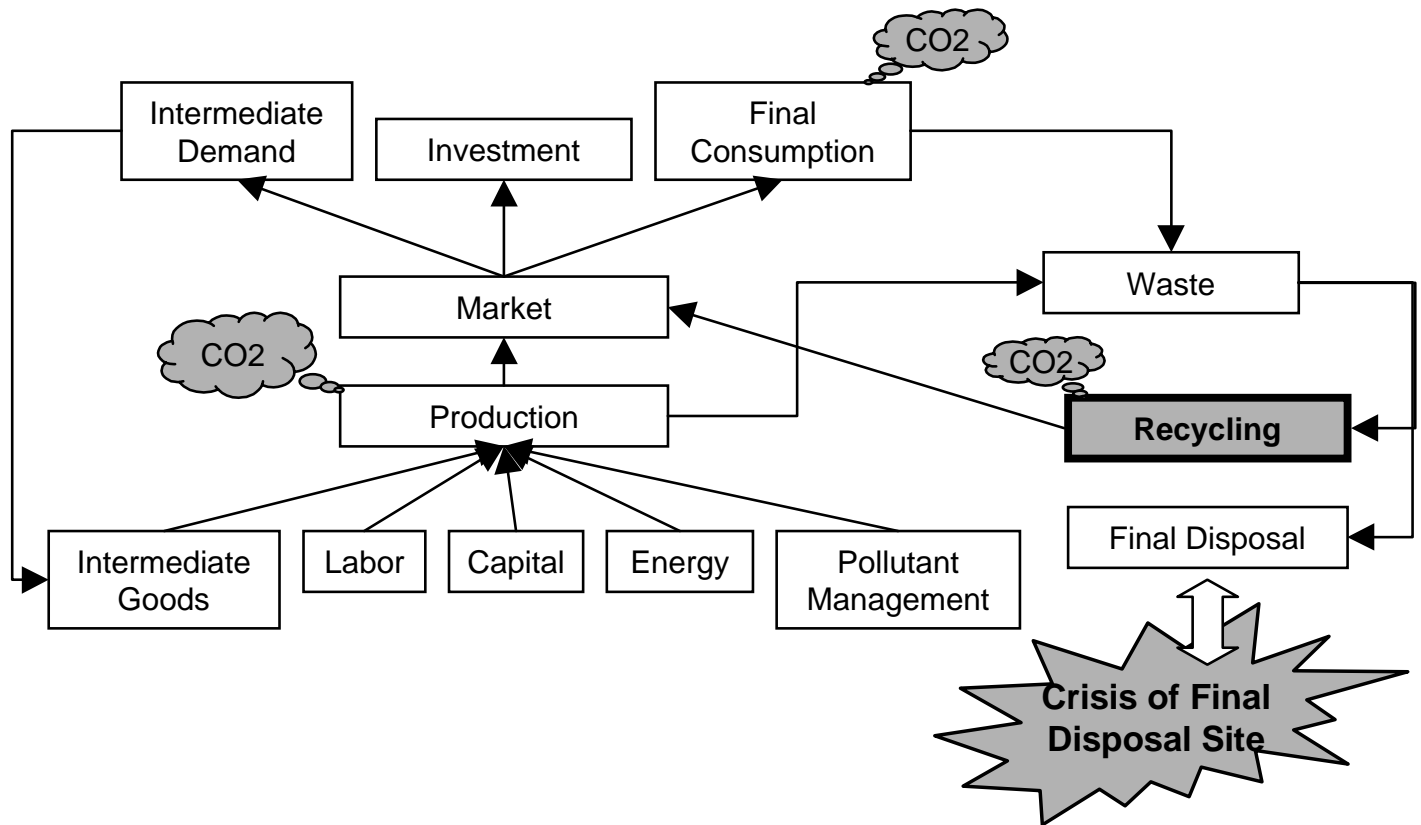 CO2
Intermediate
Demand
Investment
Final
Consumption
Market
Waste
CO2
CO2
Production
Recycling
Intermediate
Goods
Labor
Capital
Energy
Pollutant
Management
Final Disposal
Crisis of Final
Disposal Site